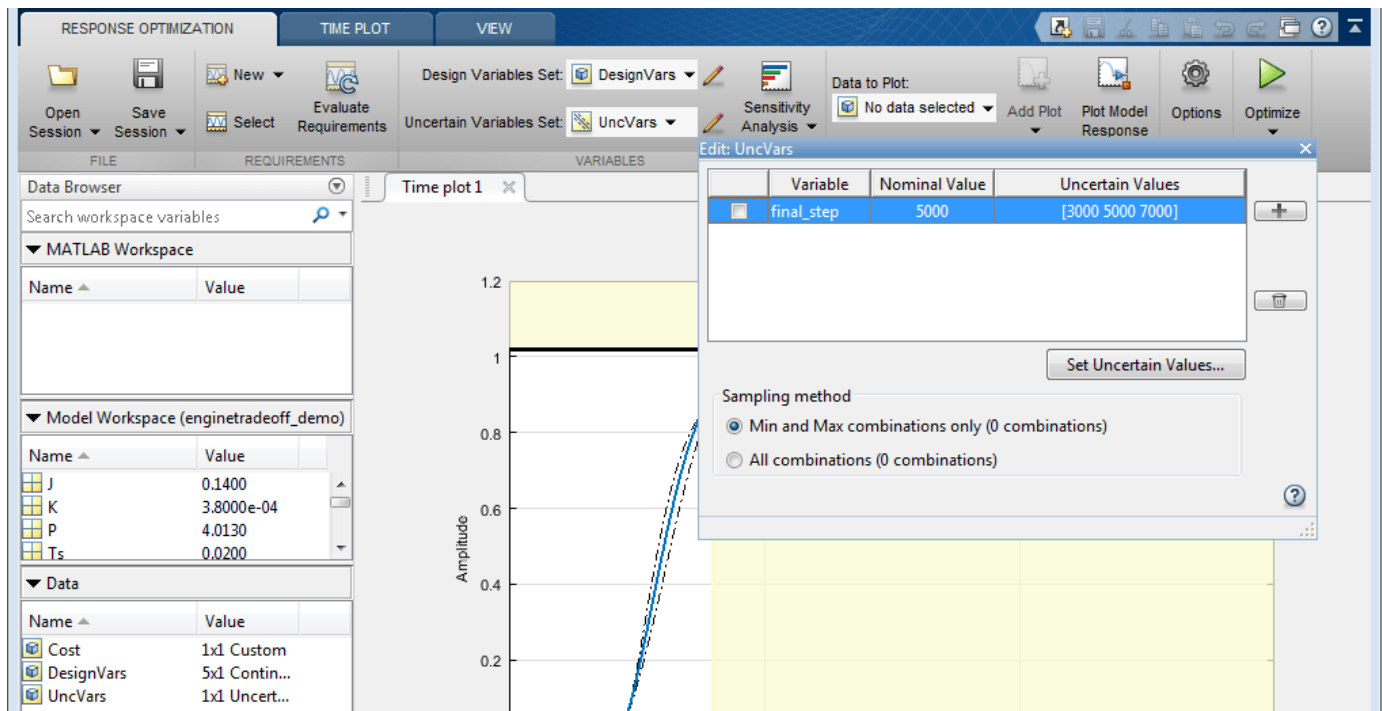 RESPONSE OPTIMIZATION TIME PLOT VIEW
New Design Variables Set: DesignVars Data to Plot:
Open Session Save Session Select Evaluate Requirements Uncertain Variables Set: UncVars Sensitivity Analysis No data selected Add Plot Plot Model Response Options Optimize
FILE REQUIREMENTS VARIABLES
Edit: UncVars
Variable Nominal Value Uncertain Values
final_step 5000 [3000 5000 7000]
Set Uncertain Values...
Sampling method
Min and Max combinations only (0 combinations)
All combinations (0 combinations)
Data Browser
Search workspace variables
MATLAB Workspace
Name Value
Model Workspace (enginetradeoff_demo)
Name Value
J 0.1400
K 3.8000e-04
P 4.0130
Ts 0.0200
Data
Name Value
Cost 1x1 Custom
DesignVars 5x1 Contin...
UncVars 1x1 Uncert...
Time plot 1
1.2
1
0.8
0.6
0.4
0.2
Amplitude